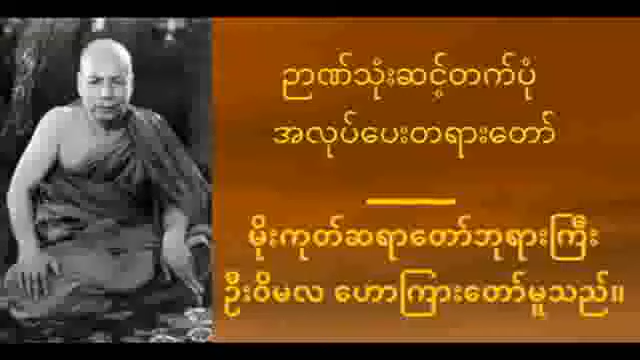 ဉာဏ်သုံးဆင့်တက်ပုံ
အလုပ်ပေးတရားတော်
မိုးကုတ်ဆရာတော်ဘုရားကြီး
ဦးဝိမလ ဟောကြားတော်မူသည်။